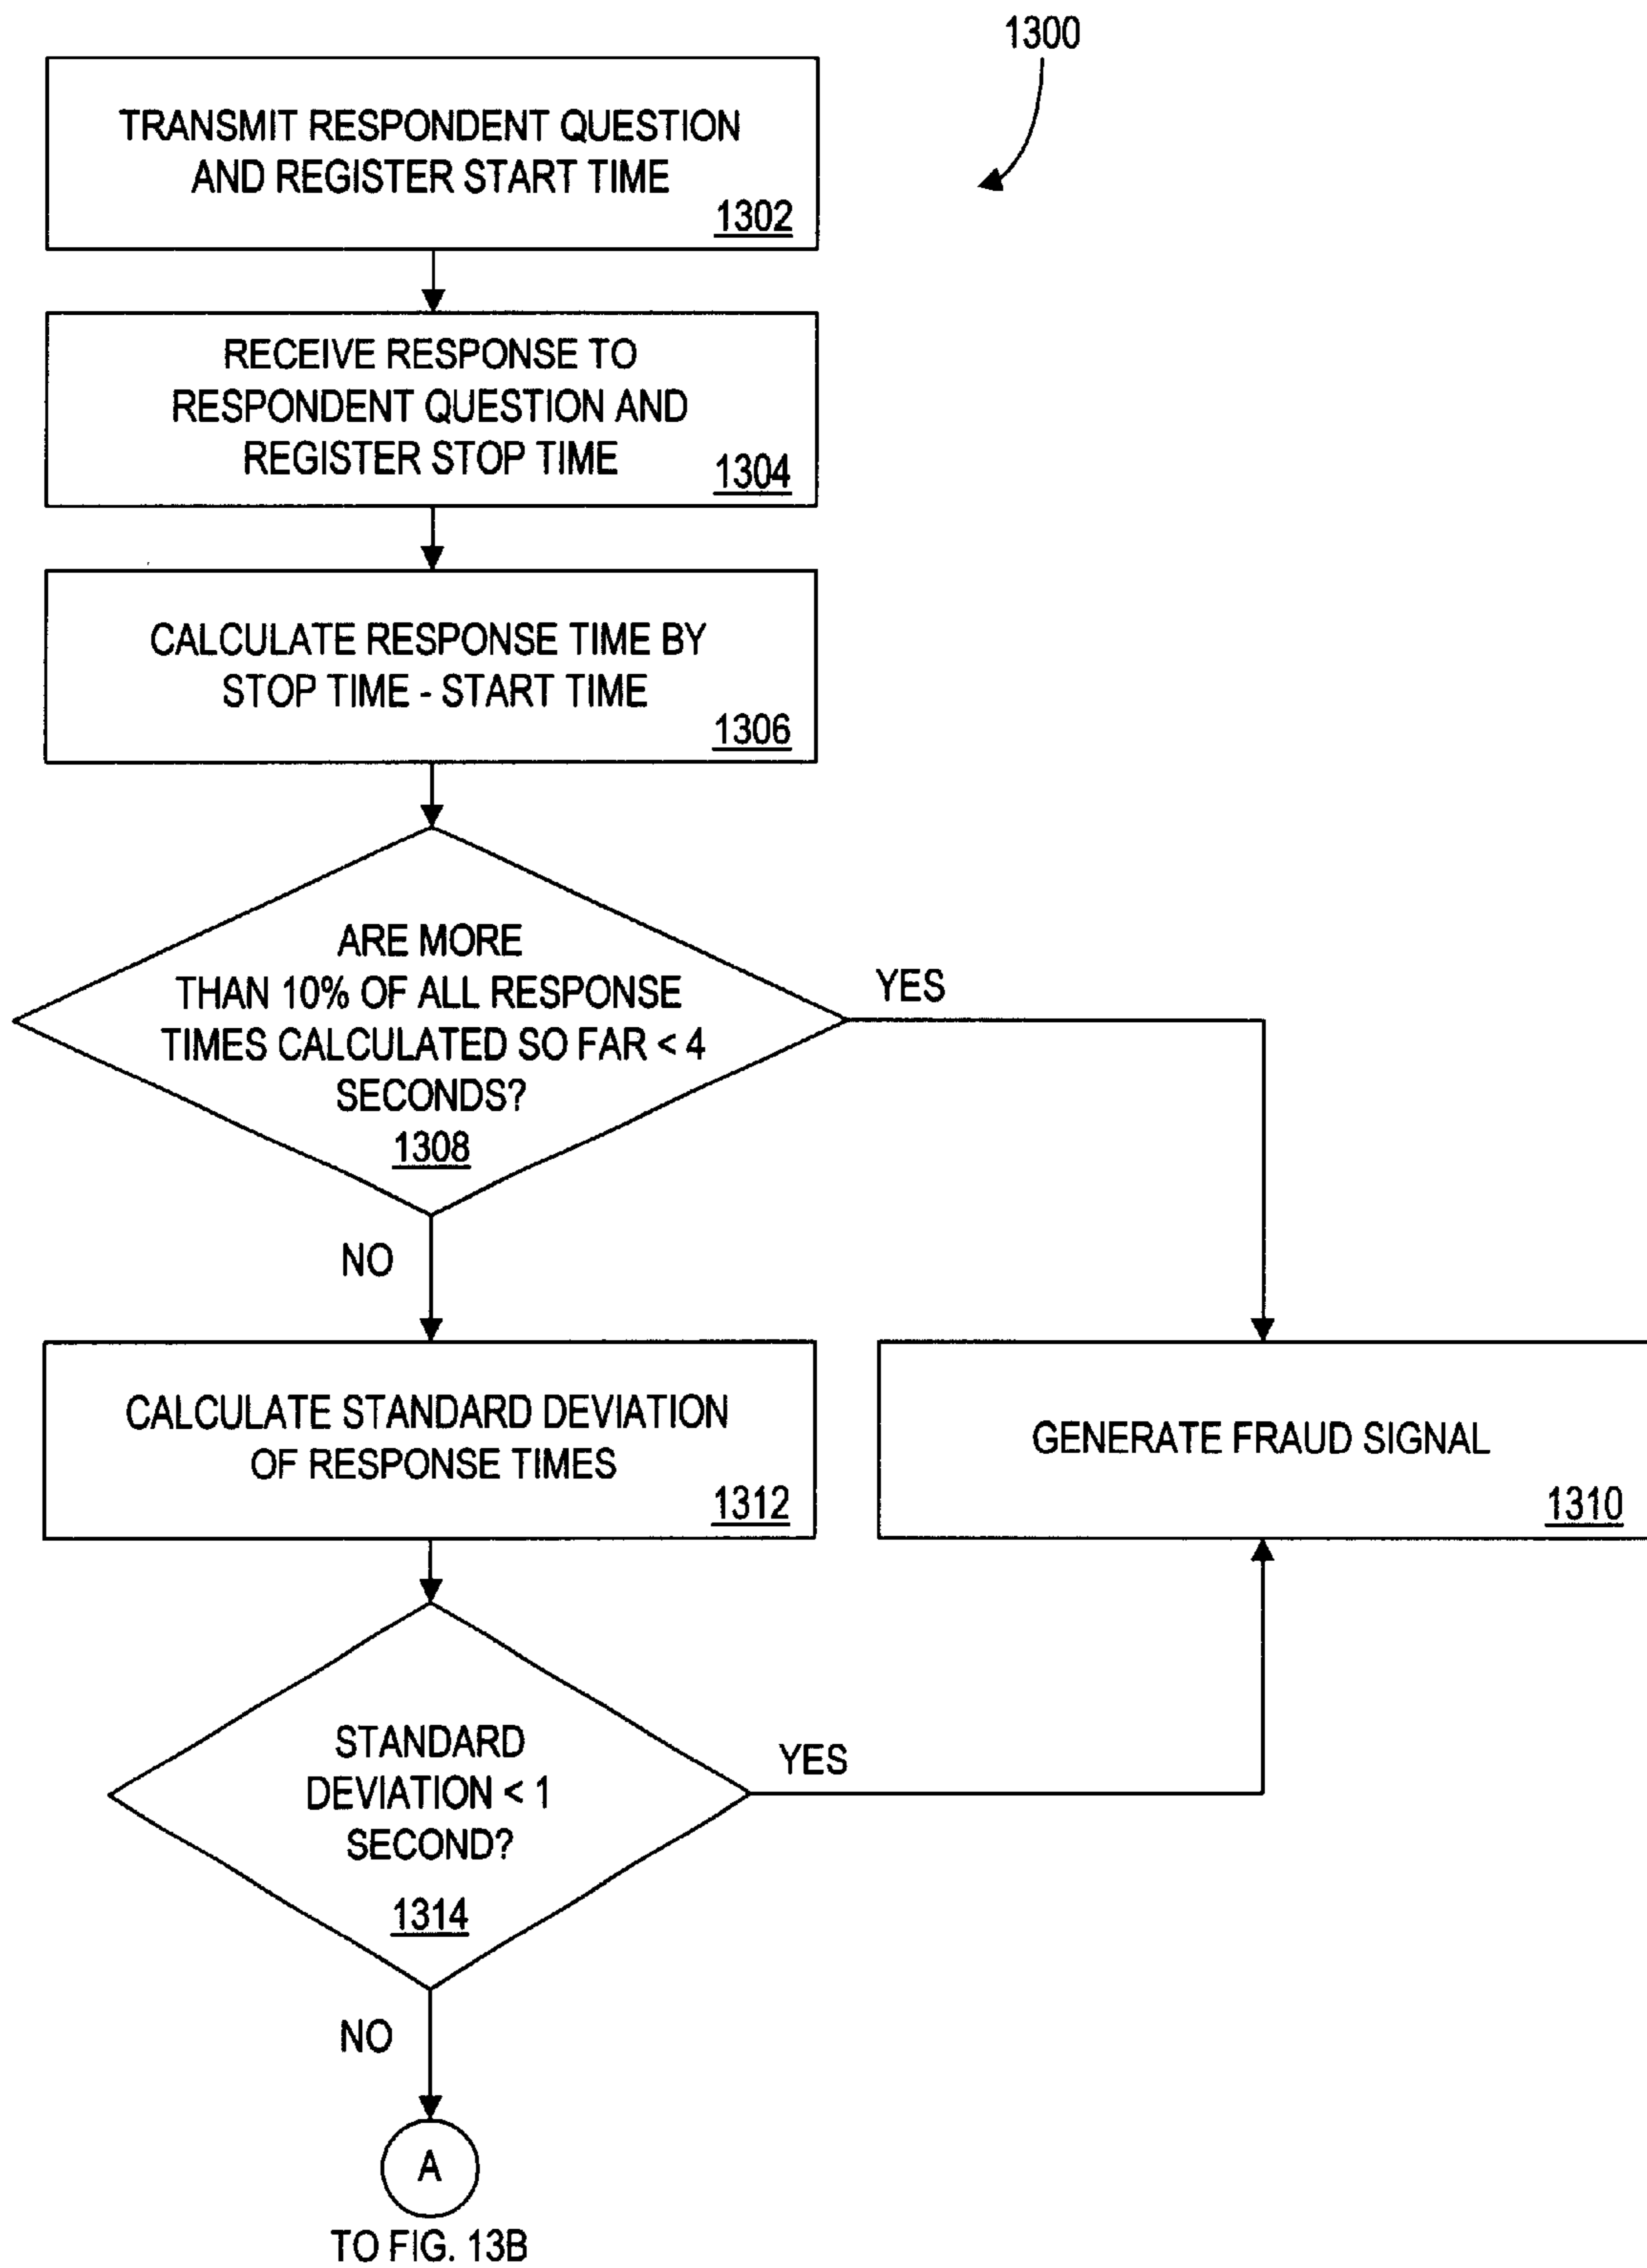 1300
TRANSMIT RESPONDENT QUESTION
AND REGISTER START TIME
1302
RECEIVE RESPONSE TO
RESPONDENT QUESTION AND
REGISTER STOP TIME
1304
CALCULATE RESPONSE TIME BY
STOP TIME - START TIME
1306
ARE MORE
THAN 10% OF ALL RESPONSE
TIMES CALCULATED SO FAR < 4
SECONDS?
1308
YES
NO
CALCULATE STANDARD DEVIATION
OF RESPONSE TIMES
1312
GENERATE FRAUD SIGNAL
1310
STANDARD
DEVIATION < 1
SECOND?
1314
YES
NO
A
TO FIG. 13B